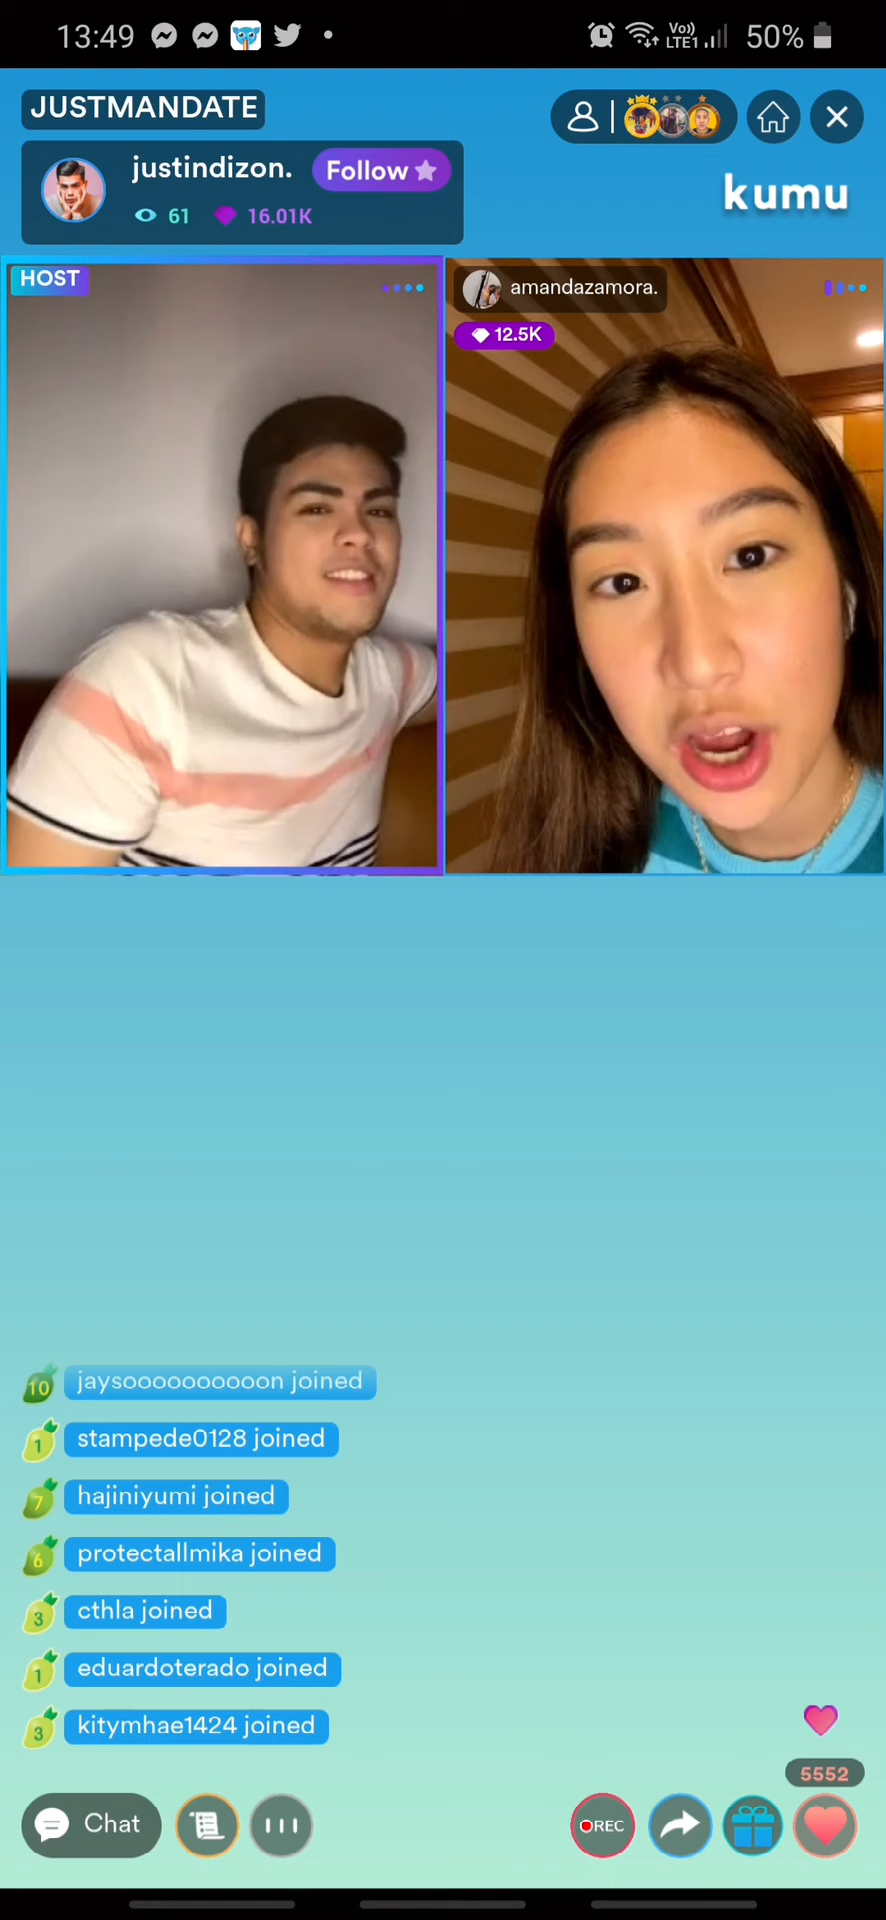 13:49
Vo))
LTE1
50%
JUSTMANDATE
justindizon.
Follow
61
16.01K
kumu
HOST
amandazamora.
12.5K
10
jaysoooooooooon joined
1
stampede0128 joined
7
hajiniyumi joined
6
protectallmika joined
3
cthla joined
1
eduardoterado joined
3
kitymhae1424 joined
5552
Chat
REC